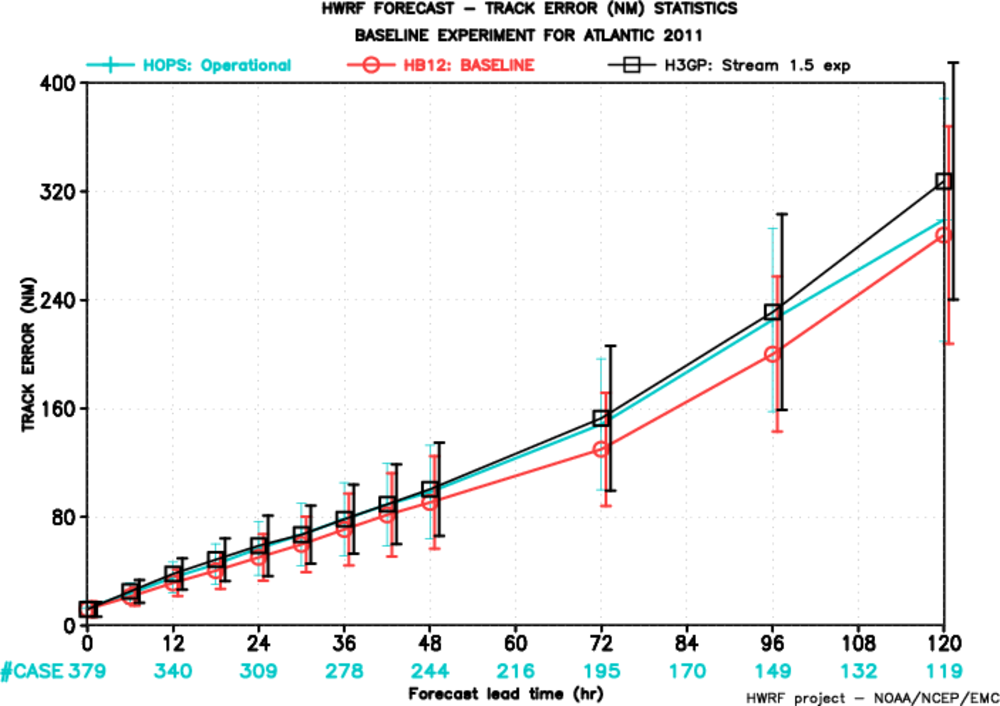 HWRF FORECAST – TRACK ERROR (NM) STATISTICS
BASELINE EXPERIMENT FOR ATLANTIC 2011
HOPS: Operational HB12: BASELINE H3GP: Stream 1.5 exp
400
320
240
160
80
0
TRACK ERROR (NM)
0 12 24 36 48 60 72 84 96 108 120
#CASE 379 340 309 278 244 216 195 170 149 132 119
Forecast lead time (hr)
HWRF project – NOAA/NCEP/EMC